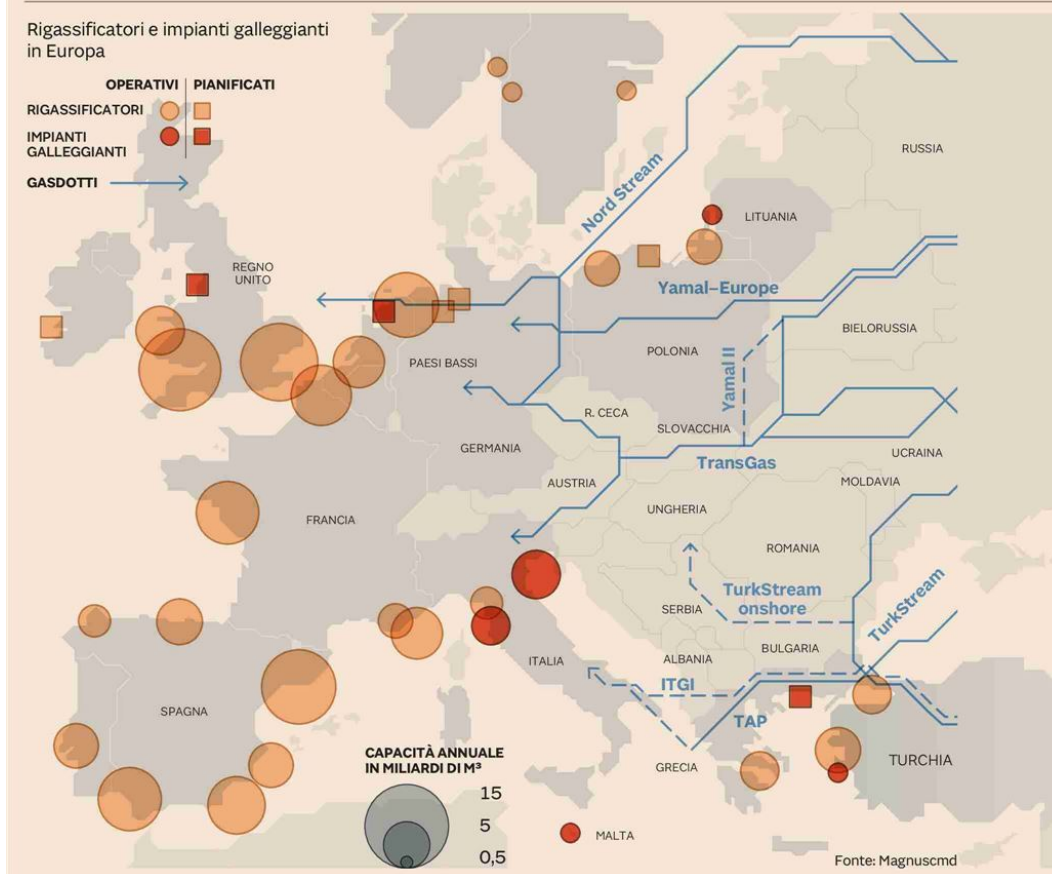 Rigassificatori e impianti galleggianti
in Europa
OPERATIVI PIANIFICATI
RIGASSIFICATORI
IMPIANTI
GALLEGGIANTI
GASDOTTI
RUSSIA
Nord Stream
LITUANIA
REGNO
UNITO
Yamal–Europe
BIELORUSSIA
POLONIA
PAESI BASSI
Yamal II
R. CECA
SLOVACCHIA
GERMANIA
TransGas
UCRAINA
AUSTRIA
MOLDAVIA
UNGHERIA
FRANCIA
ROMANIA
TurkStream
onshore
SERBIA
TurkStream
BULGARIA
ITALIA
ALBANIA
ITGI
SPAGNA
TAP
CAPACITÀ ANNUALE
IN MILIARDI DI M³
15
5
0,5
GRECIA
TURCHIA
MALTA
Fonte: Magnuscmd